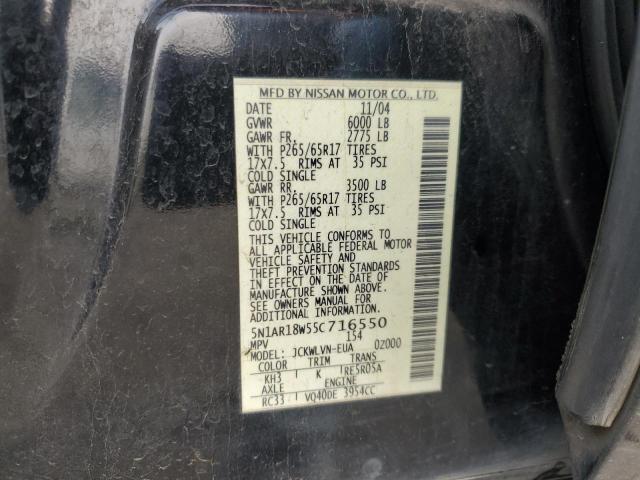 MFD BY NISSAN MOTOR CO., LTD.
DATE 11/04
GVWR 6000 LB
GAWR FR. 2775 LB
WITH P265/65R17 TIRES
17X7.5 RIMS AT 35 PSI
COLD SINGLE
GAWR RR. 3500 LB
WITH P265/65R17 TIRES
17X7.5 RIMS AT 35 PSI
COLD SINGLE
THIS VEHICLE CONFORMS TO
ALL APPLICABLE FEDERAL MOTOR
VEHICLE SAFETY AND
THEFT PREVENTION STANDARDS
IN EFFECT ON THE DATE OF
MANUFACTURE SHOWN ABOVE.
SEE OWNERS MANUAL FOR
ADDITIONAL INFORMATION.
5N1AR18W55C716550
MPV 154
MODEL: JCKWLVN-EUA 02000
COLOR TRIM TRANS
KH3 K RE5R05A
AXLE ENGINE
RC33 VQ40DE 3954CC